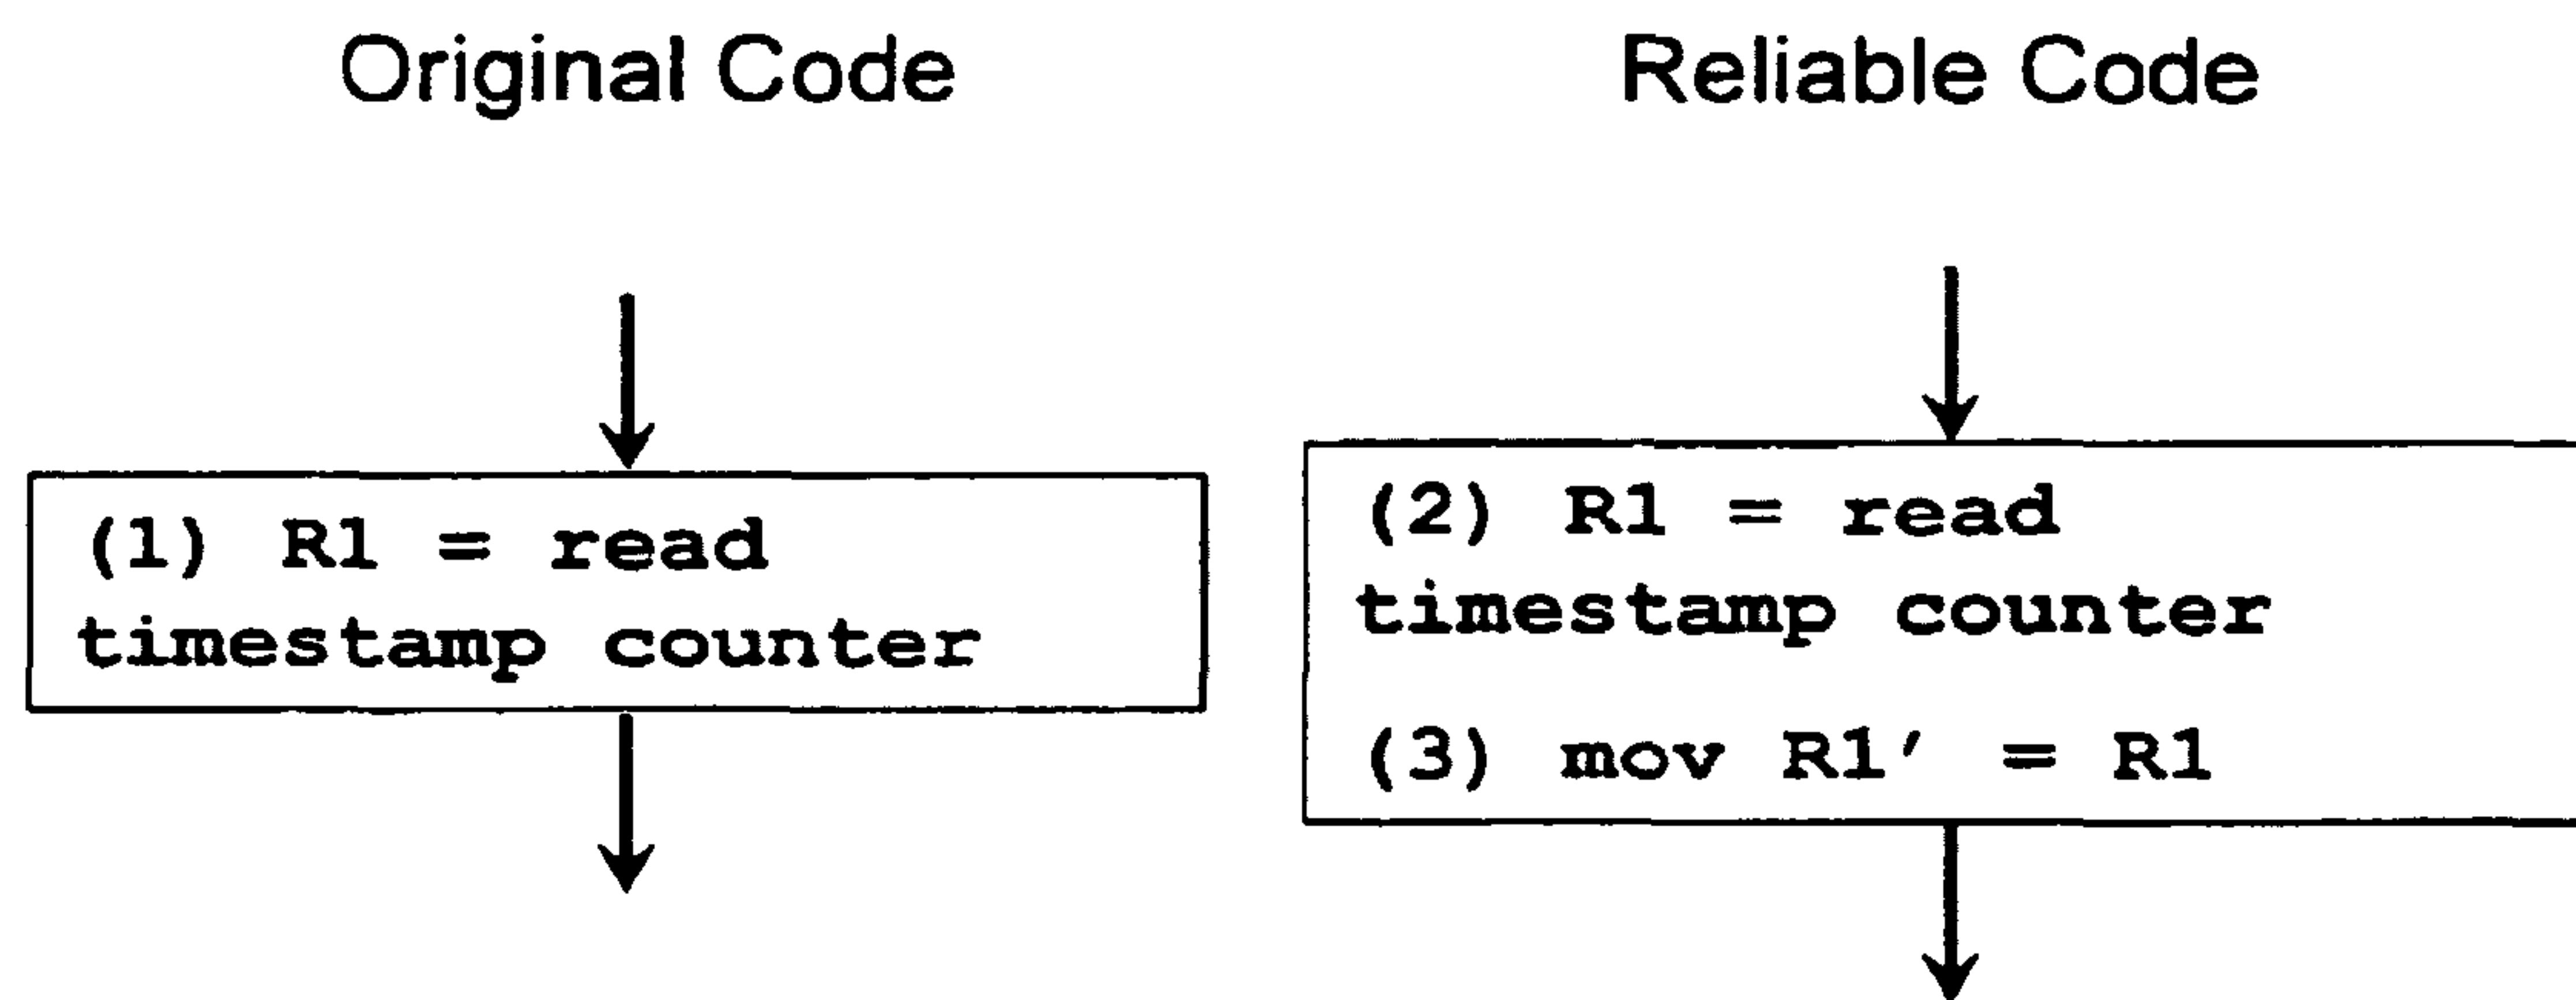 Original Code
(1) R1 = read
timestamp counter
Reliable Code
(2) R1 = read
timestamp counter
(3) mov R1' = R1